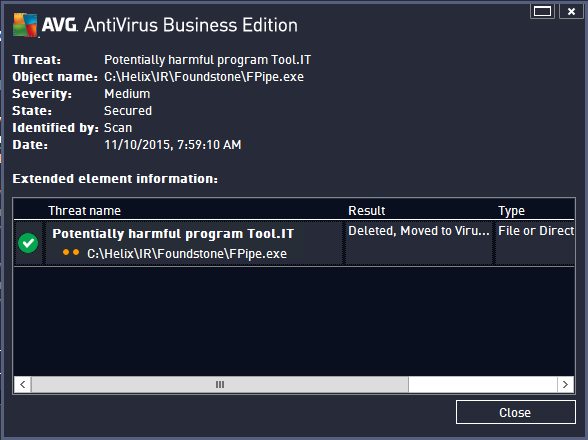 AVG. AntiVirus Business Edition
Threat: Potentially harmful program Tool.IT
Object name: C:\Helix\IR\Foundstone\FPipe.exe
Severity: Medium
State: Secured
Identified by: Scan
Date: 11/10/2015, 7:59:10 AM
Extended element information:
Threat name Result Type
Potentially harmful program Tool.IT Deleted, Moved to Viru... File or Direct
C:\Helix\IR\Foundstone\FPipe.exe
Close